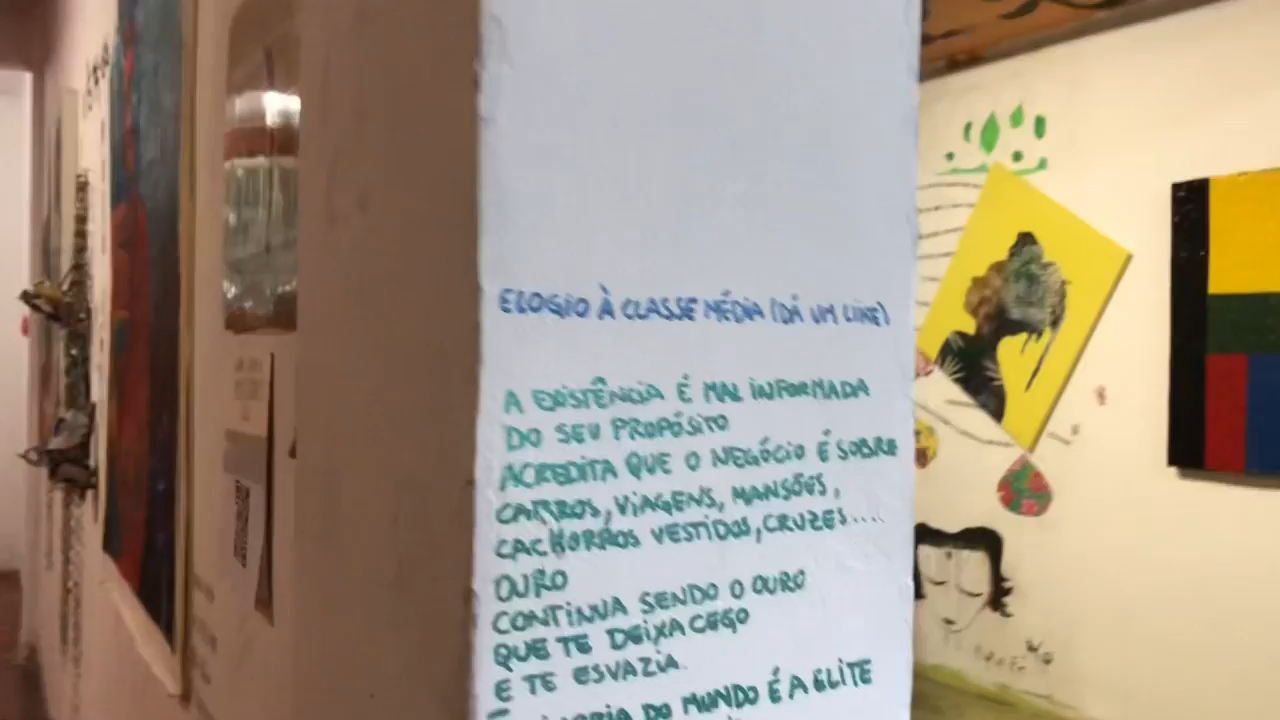 ELOGIO À CLASSE MÉDIA (DÁ UM LIKE)
A EXISTÊNCIA É MAL INFORMADA
DO SEU PROPÓSITO
ACREDITA QUE O NEGÓCIO É SOBRE
CARROS, VIAGENS, MANSÕES,
CACHORROS VESTIDOS, CRUZES....
OURO
CONTINUA SENDO O OURO
QUE TE DEIXA CEGO
E TE ESVAZIA.
DO MUNDO É A ELITE